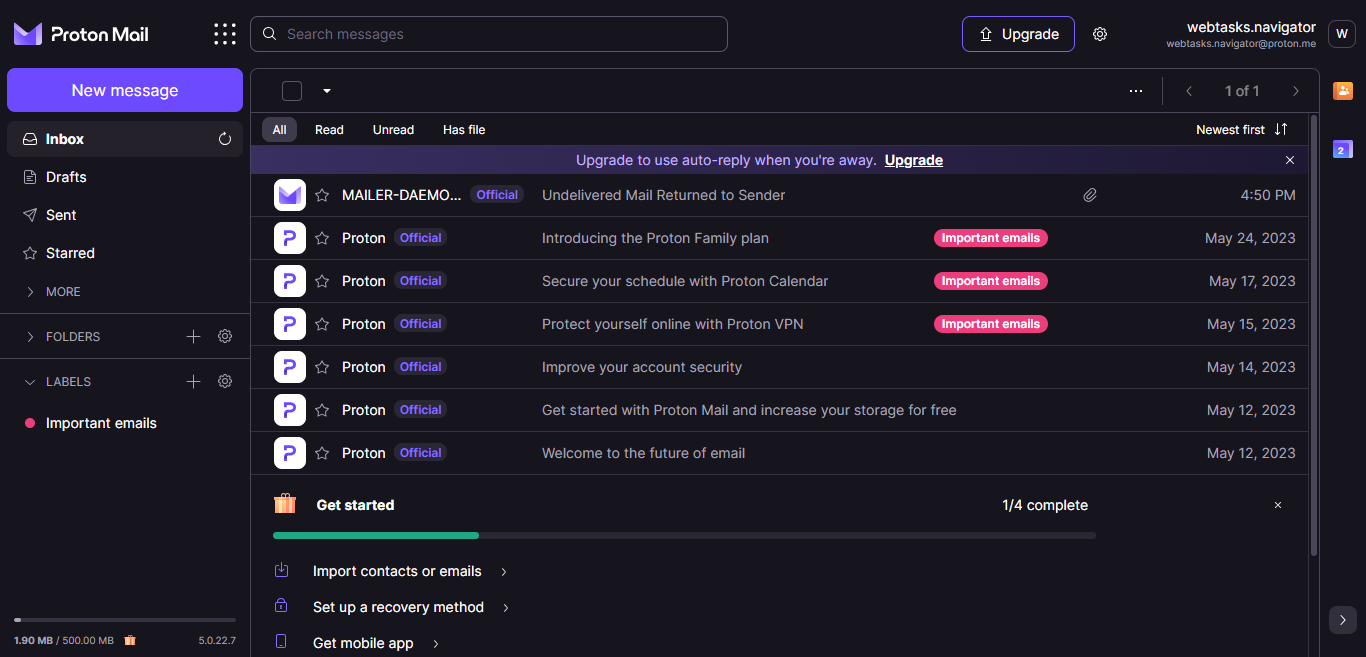 Proton Mail
Search messages
Upgrade
webtasks.navigator
webtasks.navigator@proton.me
W
New message
Inbox
Drafts
Sent
Starred
MORE
FOLDERS
LABELS
Important emails
1.90 MB / 500.00 MB
5.0.22.7
1 of 1
All Read Unread Has file
Newest first
Upgrade to use auto-reply when you're away. Upgrade
MAILER-DAEMO... Official Undelivered Mail Returned to Sender 4:50 PM
Proton Official Introducing the Proton Family plan Important emails May 24, 2023
Proton Official Secure your schedule with Proton Calendar Important emails May 17, 2023
Proton Official Protect yourself online with Proton VPN Important emails May 15, 2023
Proton Official Improve your account security May 14, 2023
Proton Official Get started with Proton Mail and increase your storage for free May 12, 2023
Proton Official Welcome to the future of email May 12, 2023
Get started 1/4 complete
Import contacts or emails
Set up a recovery method
Get mobile app
2